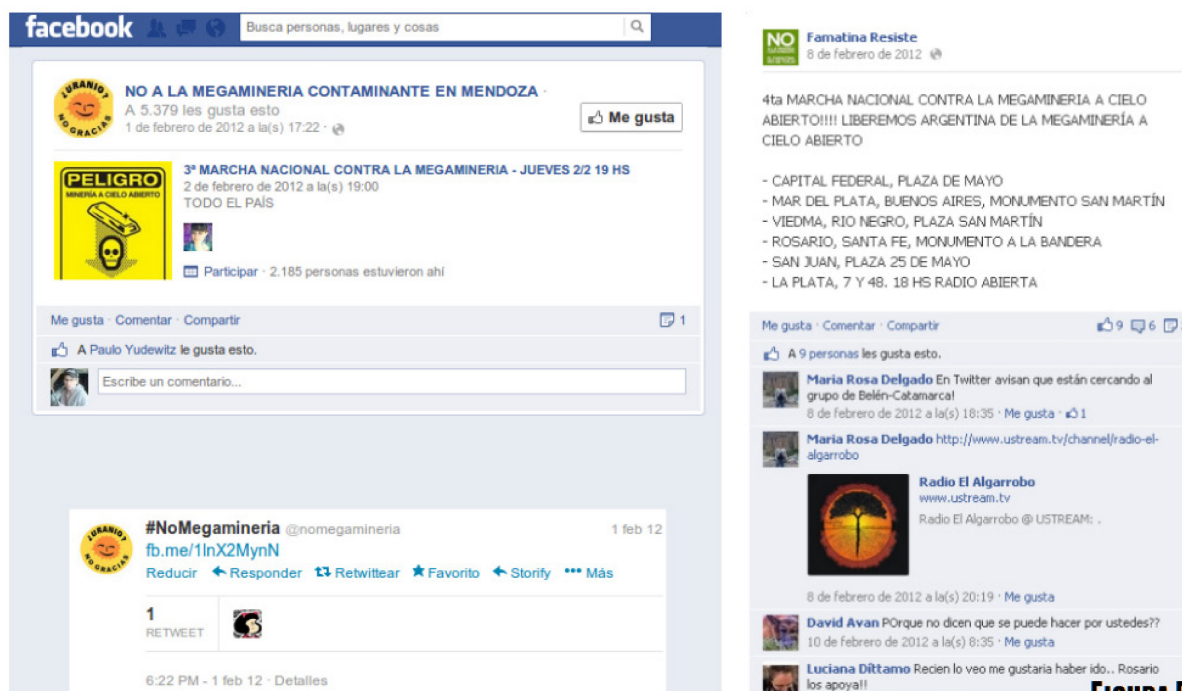 facebook
Busca personas, lugares y cosas
¿URANIO?
NO GRACIAS
NO A LA MEGAMINERIA CONTAMINANTE EN MENDOZA ·
A 5.379 les gusta esto
1 de febrero de 2012 a la(s) 17:22 ·
Me gusta
PELIGRO
MINERÍA A CIELO ABIERTO
3ª MARCHA NACIONAL CONTRA LA MEGAMINERIA - JUEVES 2/2 19 HS
2 de febrero de 2012 a la(s) 19:00
TODO EL PAÍS
Participar · 2.185 personas estuvieron ahí
Me gusta · Comentar · Compartir
1
A Paulo Yudewitz le gusta esto.
Escribe un comentario...
¿URANIO?
NO GRACIAS
#NoMegamineria @nomegamineria
1 feb 12
fb.me/1lnX2MynN
Reducir Responder Retwittear Favorito Storify ••• Más
1
RETWEET
6:22 PM - 1 feb 12 · Detalles
NO
Famatina Resiste
8 de febrero de 2012
4ta MARCHA NACIONAL CONTRA LA MEGAMINERIA A CIELO
ABIERTO!!!! LIBEREMOS ARGENTINA DE LA MEGAMINERÍA A
CIELO ABIERTO
- CAPITAL FEDERAL, PLAZA DE MAYO
- MAR DEL PLATA, BUENOS AIRES, MONUMENTO SAN MARTÍN
- VIEDMA, RIO NEGRO, PLAZA SAN MARTÍN
- ROSARIO, SANTA FE, MONUMENTO A LA BANDERA
- SAN JUAN, PLAZA 25 DE MAYO
- LA PLATA, 7 Y 48. 18 HS RADIO ABIERTA
Me gusta · Comentar · Compartir
9 6
A 9 personas les gusta esto.
Maria Rosa Delgado En Twitter avisan que están cercando al
grupo de Belén-Catamarca!
8 de febrero de 2012 a la(s) 18:35 · Me gusta · 1
Maria Rosa Delgado http://www.ustream.tv/channel/radio-el-
algarrobo
Radio El Algarrobo
www.ustream.tv
Radio El Algarrobo @ USTREAM: .
8 de febrero de 2012 a la(s) 20:19 · Me gusta
David Avan POrque no dicen que se puede hacer por ustedes??
10 de febrero de 2012 a la(s) 8:35 · Me gusta
Luciana Dittamo Recien lo veo me gustaria haber ido.. Rosario
los apoya!!